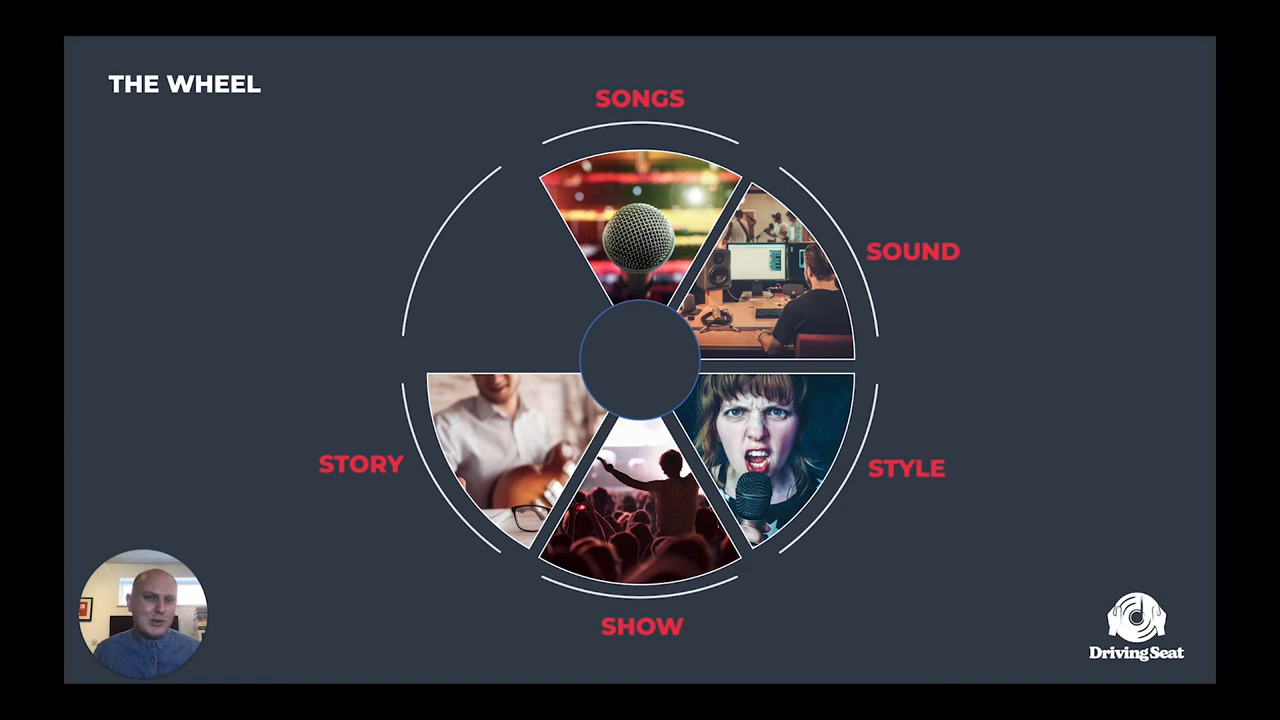 THE WHEEL
SONGS
SOUND
STORY
STYLE
SHOW
DrivingSeat